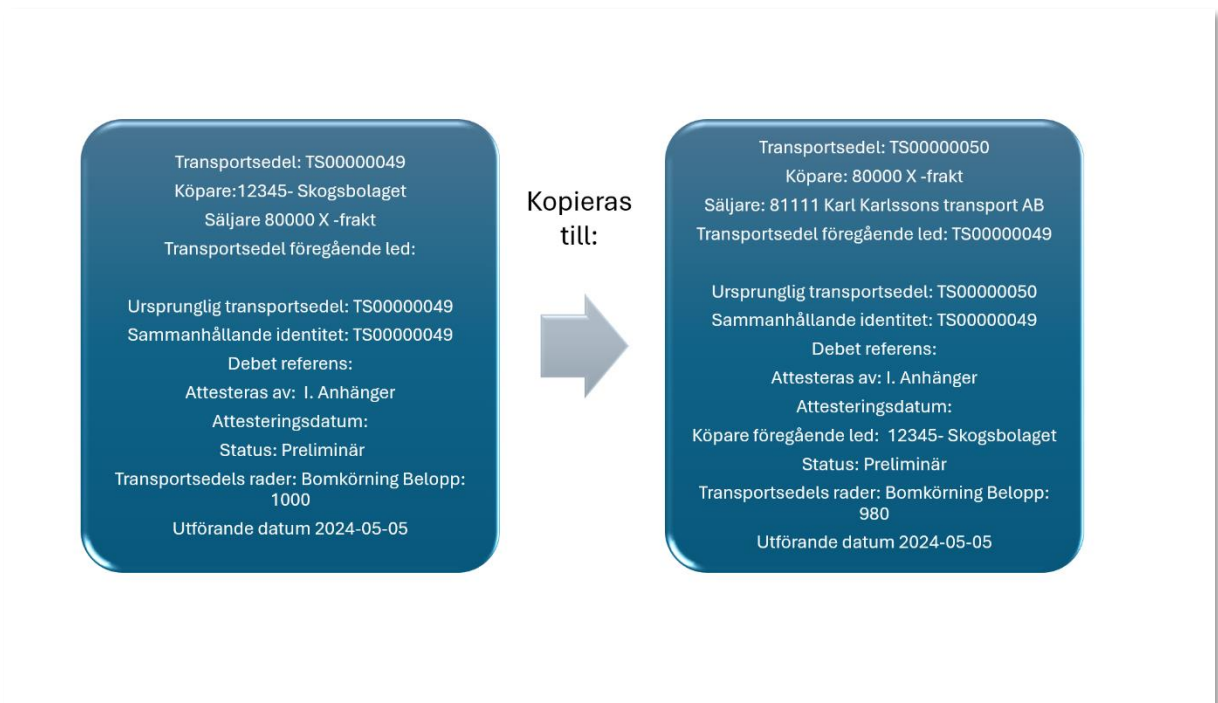 Transportsedel: TS00000049
Köpare:12345- Skogsbolaget
Säljare 80000 X -frakt
Transportsedel föregående led:
Ursprunglig transportsedel: TS00000049
Sammanhållande identitet: TS00000049
Debet referens:
Attesteras av:  I. Anhänger
Attesteringsdatum:
Status: Preliminär
Transportsedels rader: Bomkörning Belopp:
1000
Utförande datum 2024-05-05
Kopieras
till:
Transportsedel: TS00000050
Köpare: 80000 X -frakt
Säljare: 81111 Karl Karlssons transport AB
Transportsedel föregående led: TS00000049
Ursprunglig transportsedel: TS00000050
Sammanhållande identitet: TS00000049
Debet referens:
Attesteras av: I. Anhänger
Attesteringsdatum:
Köpare föregående led:  12345- Skogsbolaget
Status: Preliminär
Transportsedels rader: Bomkörning Belopp:
980
Utförande datum 2024-05-05